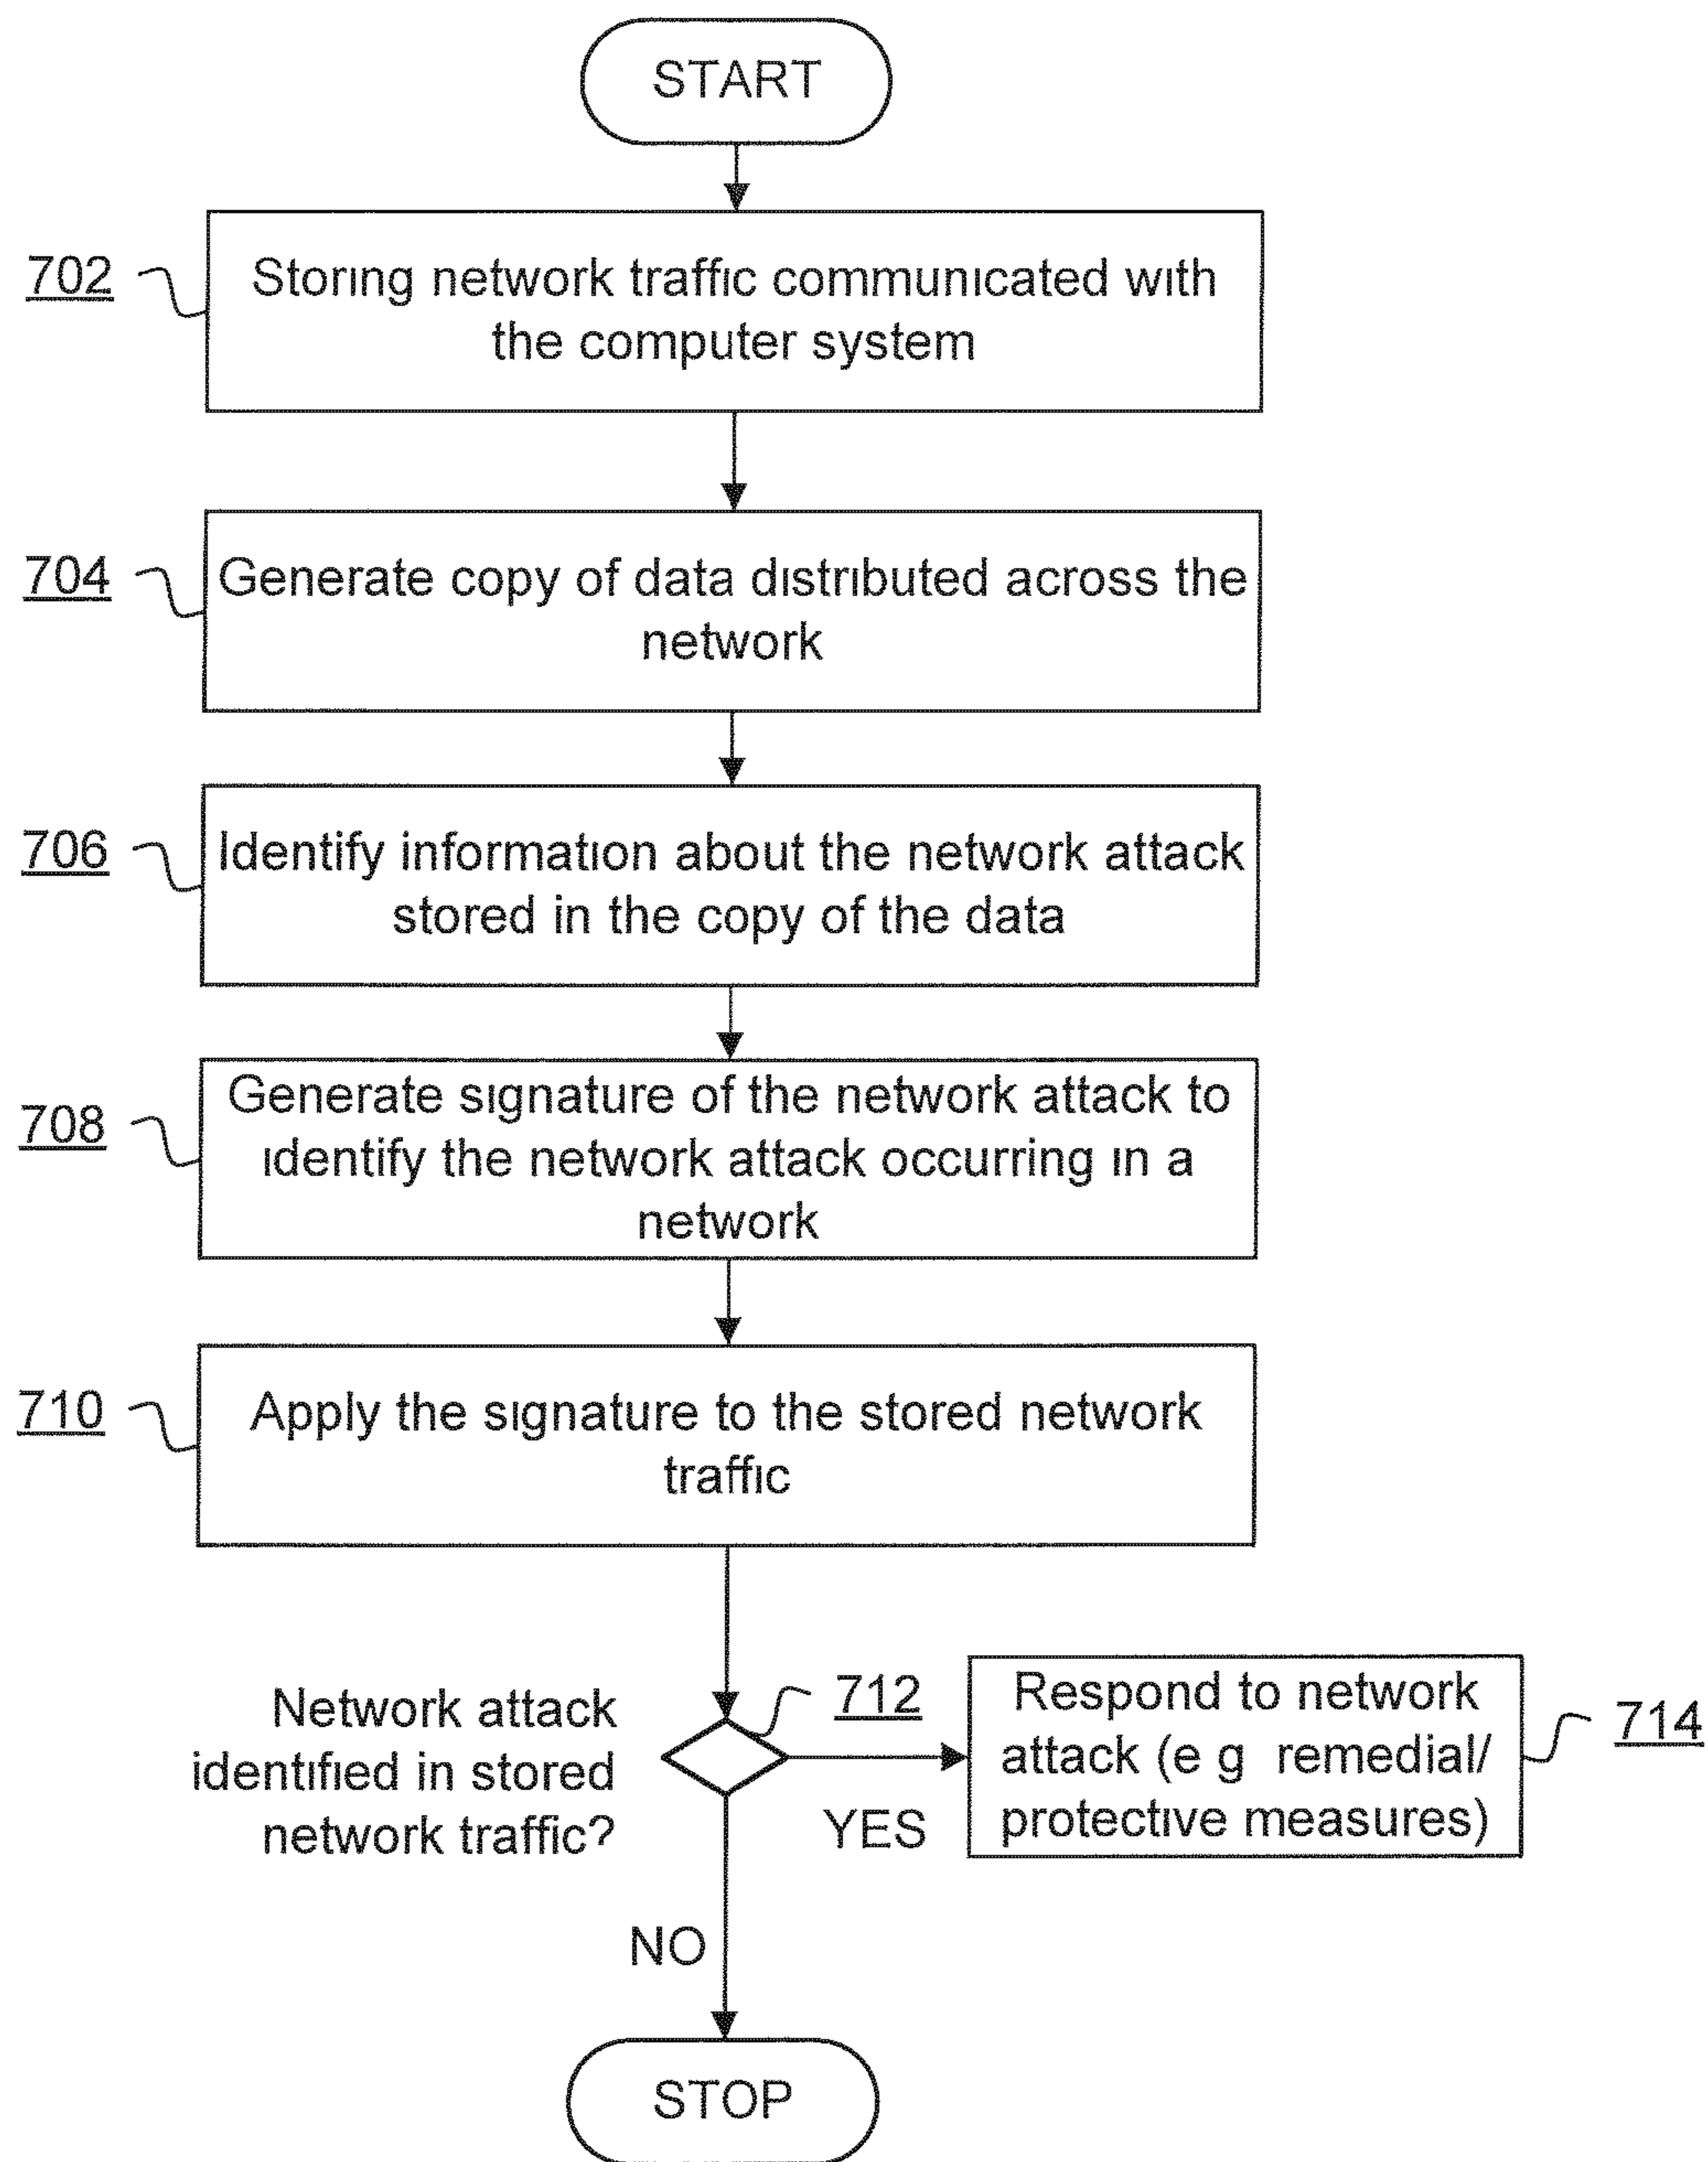 START
702
Storing network traffic communicated with
the computer system
704
Generate copy of data distributed across the
network
706
Identify information about the network attack
stored in the copy of the data
708
Generate signature of the network attack to
identify the network attack occurring in a
network
710
Apply the signature to the stored network
traffic
Network attack
identified in stored
network traffic?
712
YES
Respond to network
attack (e g remedial/
protective measures)
714
NO
STOP